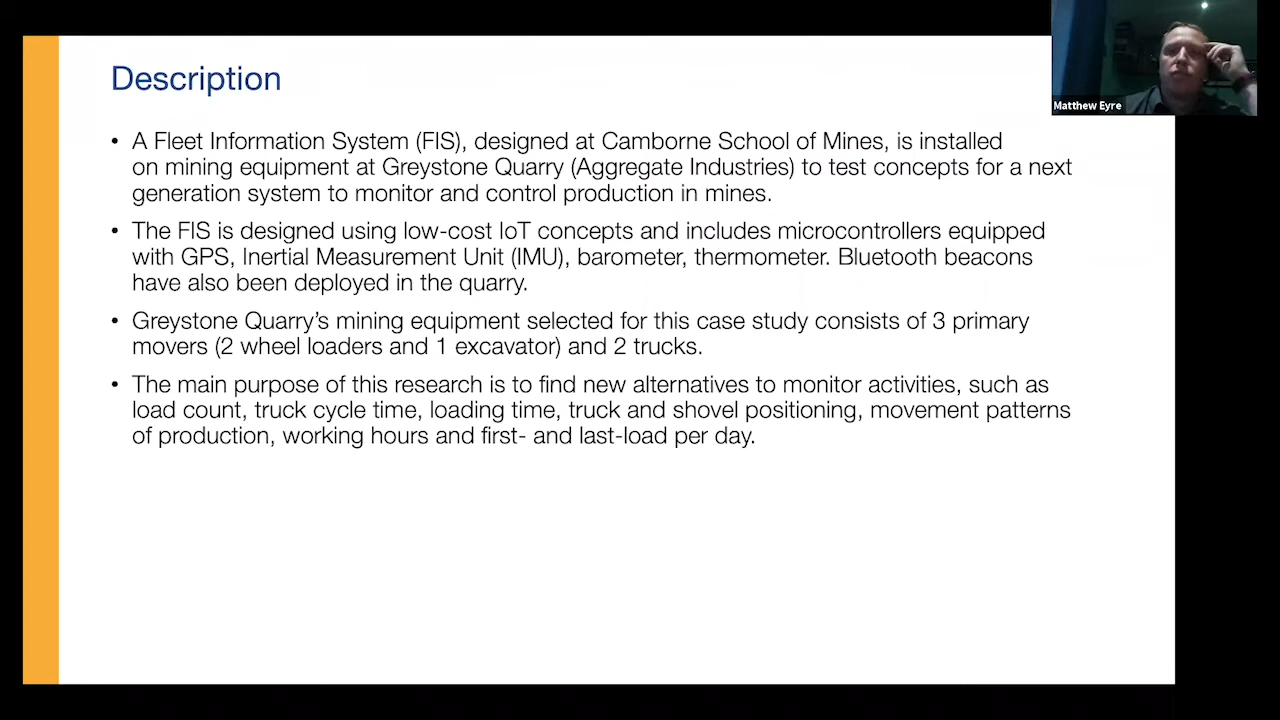 Description
Matthew Eyre
• A Fleet Information System (FIS), designed at Camborne School of Mines, is installed
on mining equipment at Greystone Quarry (Aggregate Industries) to test concepts for a next
generation system to monitor and control production in mines.
• The FIS is designed using low-cost IoT concepts and includes microcontrollers equipped
with GPS, Inertial Measurement Unit (IMU), barometer, thermometer. Bluetooth beacons
have also been deployed in the quarry.
• Greystone Quarry’s mining equipment selected for this case study consists of 3 primary
movers (2 wheel loaders and 1 excavator) and 2 trucks.
• The main purpose of this research is to find new alternatives to monitor activities, such as
load count, truck cycle time, loading time, truck and shovel positioning, movement patterns
of production, working hours and first- and last-load per day.